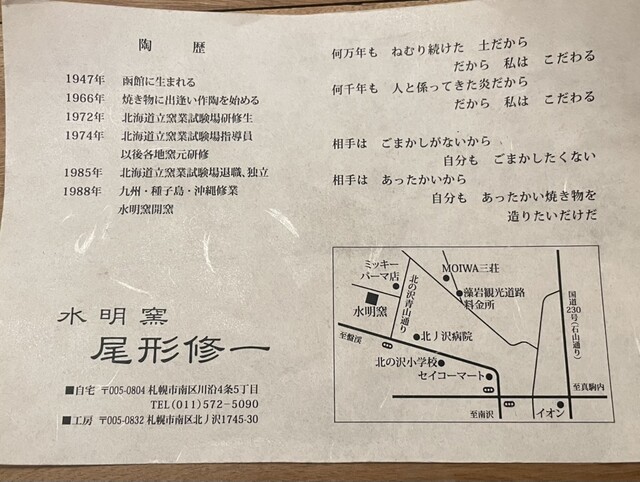 陶歴
1947年 函館に生まれる
1966年 焼き物に出逢い作陶を始める
1972年 北海道立窯業試験場研修生
1974年 北海道立窯業試験場指導員
以後各地窯元研修
1985年 北海道立窯業試験場退職、独立
1988年 九州・種子島・沖縄修業
水明窯開窯
水明窯
尾形修一
■自宅 〒005-0804 札幌市南区川沿4条5丁目
TEL(011)572-5090
■工房 〒005-0832 札幌市南区北ノ沢1745-30
何万年も ねむり続けた 土だから
だから 私は こだわる
何千年も 人と係ってきた炎だから
だから 私は こだわる
相手は ごまかしがないから
自分も ごまかしたくない
相手は あったかいから
自分も あったかい焼き物を
造りたいだけだ
ミッキー
パーマ店
水明窯
北の沢青山通り
MOIWA三荘
藻岩観光道路
料金所
国道230号(石山通り)
至盤渓
北ノ沢病院
北の沢小学校
セイコーマート
至南沢
至真駒内
イオン